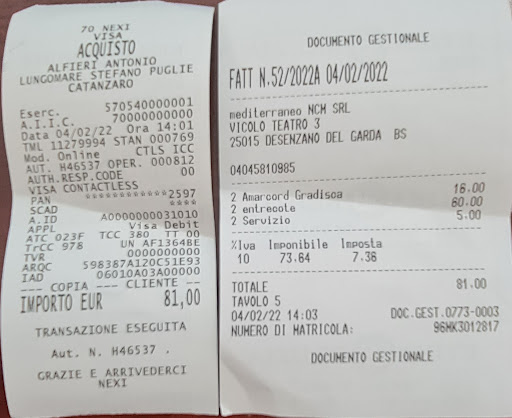 70 NEXI
VISA
ACQUISTO
ALFIERI ANTONIO
LUNGOMARE STEFANO PUGLIE
CATANZARO
Eserc. 570540000001
A.I.I.C. 70000000000
Data 04/02/22 Ora 14:01
TML 11279994 STAN 000769
Mod. Online CTLS ICC
AUT. H46537 OPER. 000812
AUTH.RESP.CODE 00
VISA CONTACTLESS
PAN ************2597
SCAD ****
A.ID A0000000031010
APPL Visa Debit
ATC 023F TCC 380 TT 00
TrCC 978 UN AF1364BE
TVR 0000000000
ARQC 598387A120C51E93
IAD 06010A03A00000
--- COPIA - CLIENTE --
IMPORTO EUR 81,00
TRANSAZIONE ESEGUITA
Aut. N. H46537 .
GRAZIE E ARRIVEDERCI
NEXI
DOCUMENTO GESTIONALE
FATT N.52/2022A 04/02/2022
mediterraneo NCM SRL
VICOLO TEATRO 3
25015 DESENZANO DEL GARDA BS
04045810985
2 Amarcord Gradisca 16.00
2 entrecote 60.00
2 Servizio 5.00
%Iva Imponibile Imposta
10 73.64 7.36
TOTALE 81.00
TAVOLO 5
04/02/22 14:03 DOC.GEST.0773-0003
NUMERO DI MATRICOLA: 96MK3012817
DOCUMENTO GESTIONALE